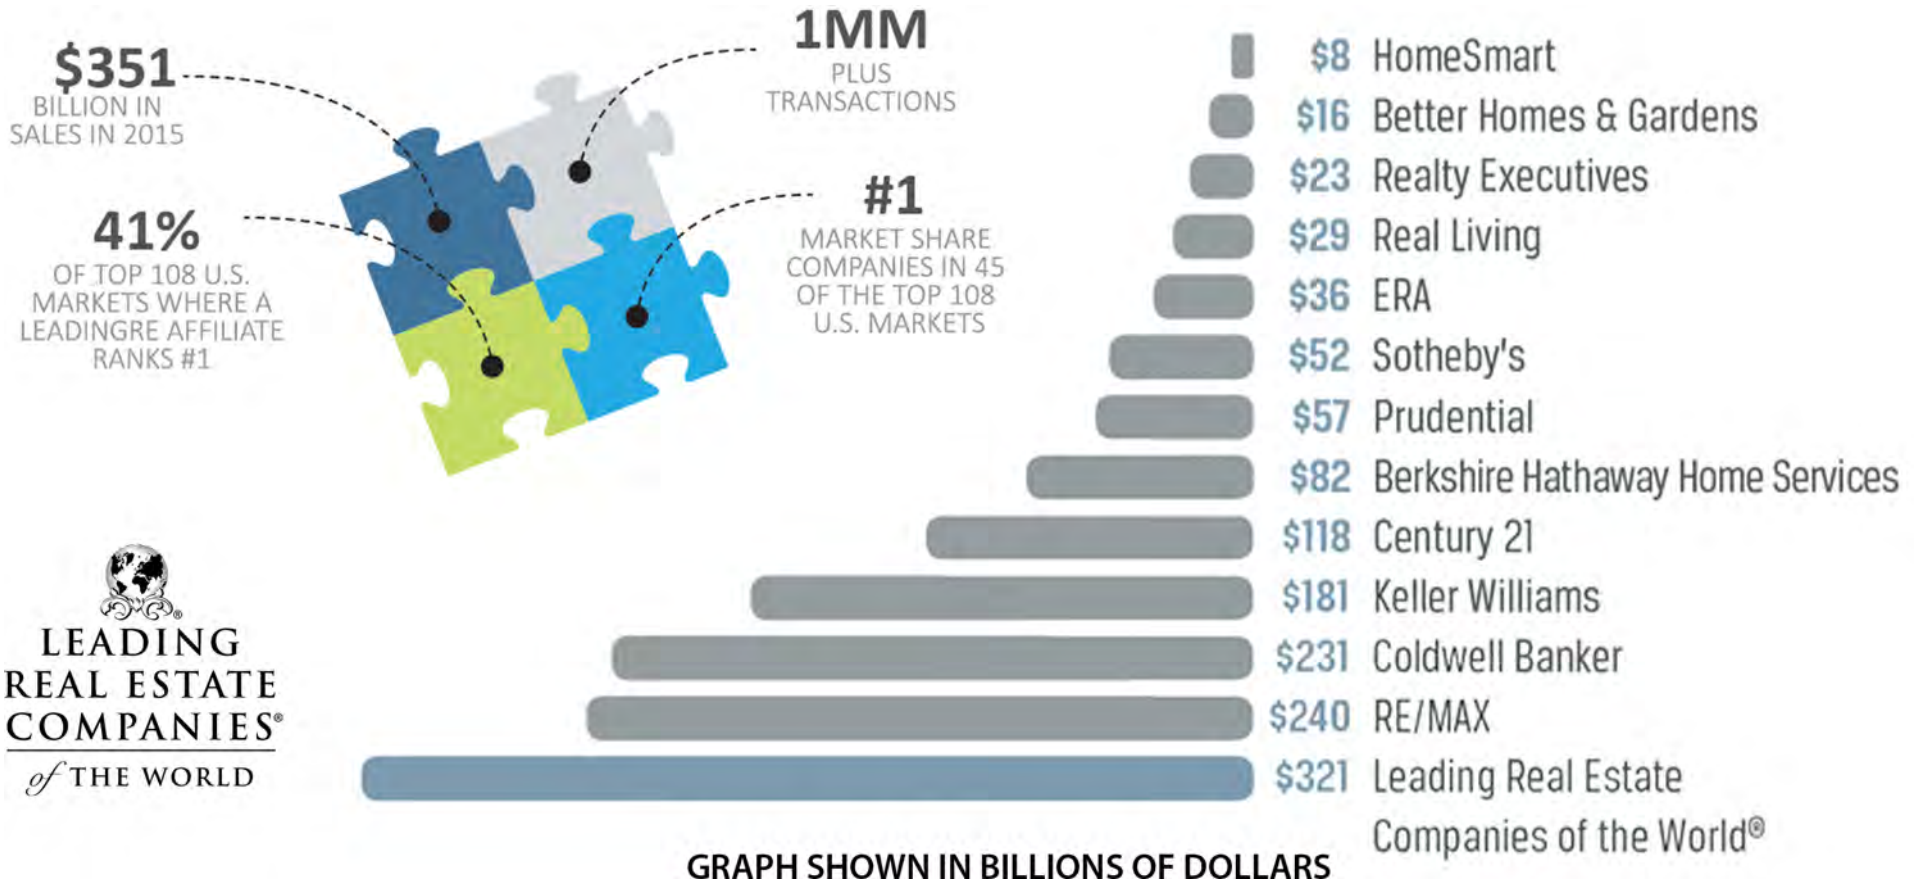 $351
BILLION IN
SALES IN 2015
1MM
PLUS
TRANSACTIONS
41%
OF TOP 108 U.S.
MARKETS WHERE A
LEADINGRE AFFILIATE
RANKS #1
#1
MARKET SHARE
COMPANIES IN 45
OF THE TOP 108
U.S. MARKETS
LEADING
REAL ESTATE
COMPANIES®
of THE WORLD
$8 HomeSmart
$16 Better Homes & Gardens
$23 Realty Executives
$29 Real Living
$36 ERA
$52 Sotheby's
$57 Prudential
$82 Berkshire Hathaway Home Services
$118 Century 21
$181 Keller Williams
$231 Coldwell Banker
$240 RE/MAX
$321 Leading Real Estate
Companies of the World®
GRAPH SHOWN IN BILLIONS OF DOLLARS